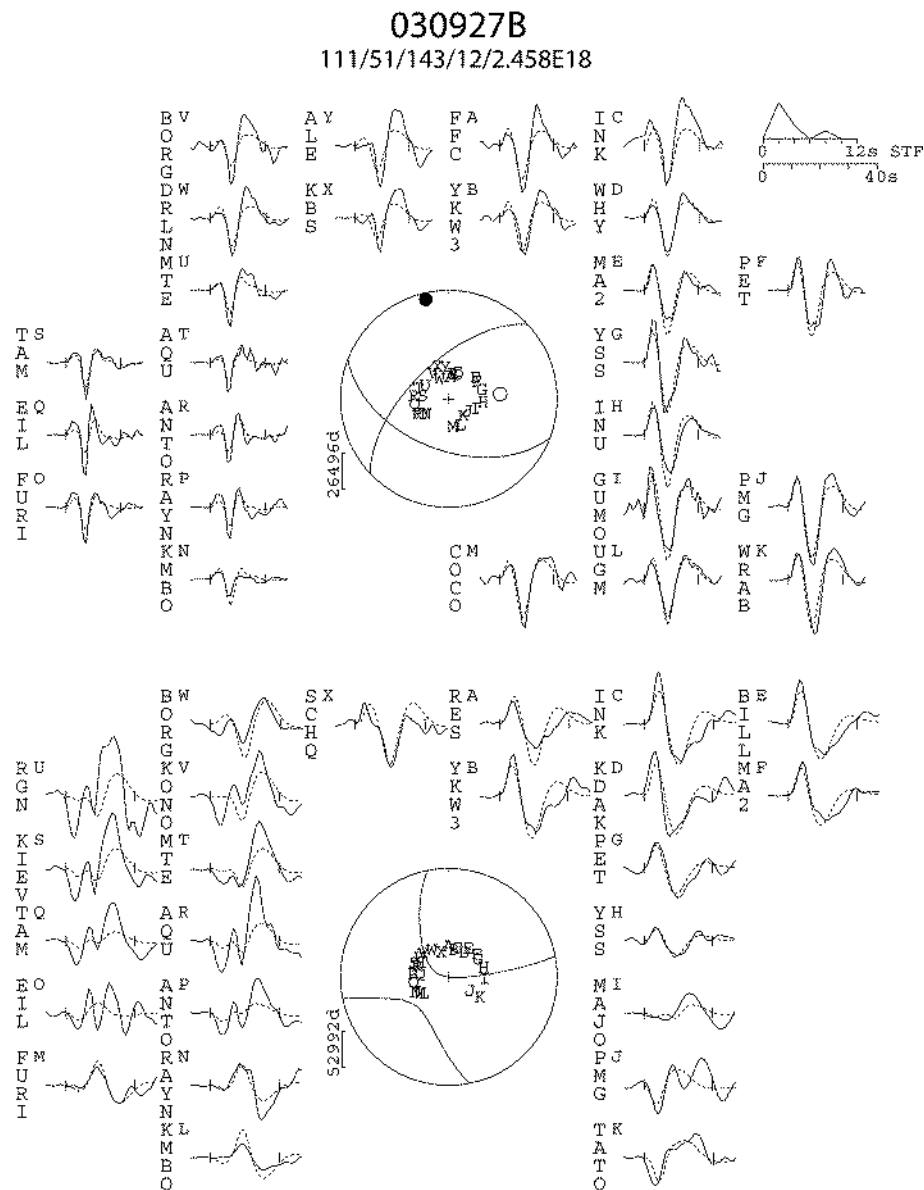 030927B
111/51/143/12/2.458E18
BORG V
ALE Y
FFC A
INK C
0 12s STF
0 40s
DRLN W
KBS X
YKW3 B
WHY D
MTE U
MA2 E
PET F
TAM S
AQU T
YSS G
EIL Q
ANTO R
INU H
FURI O
RAYN P
GUMO I
PMG J
KMBO N
COCO M
UGM L
WRAB K
26496d
BORG W
SCHQ X
RES A
INK C
BILL E
RGN U
KONO V
YKW3 B
KDAK D
MA2 F
KIEV S
MTE T
PET G
TAM Q
AQU R
YSS H
EIL O
ANTO P
MAJO I
FURI M
RAYN N
PMG J
KMBO L
TATO K
52992d